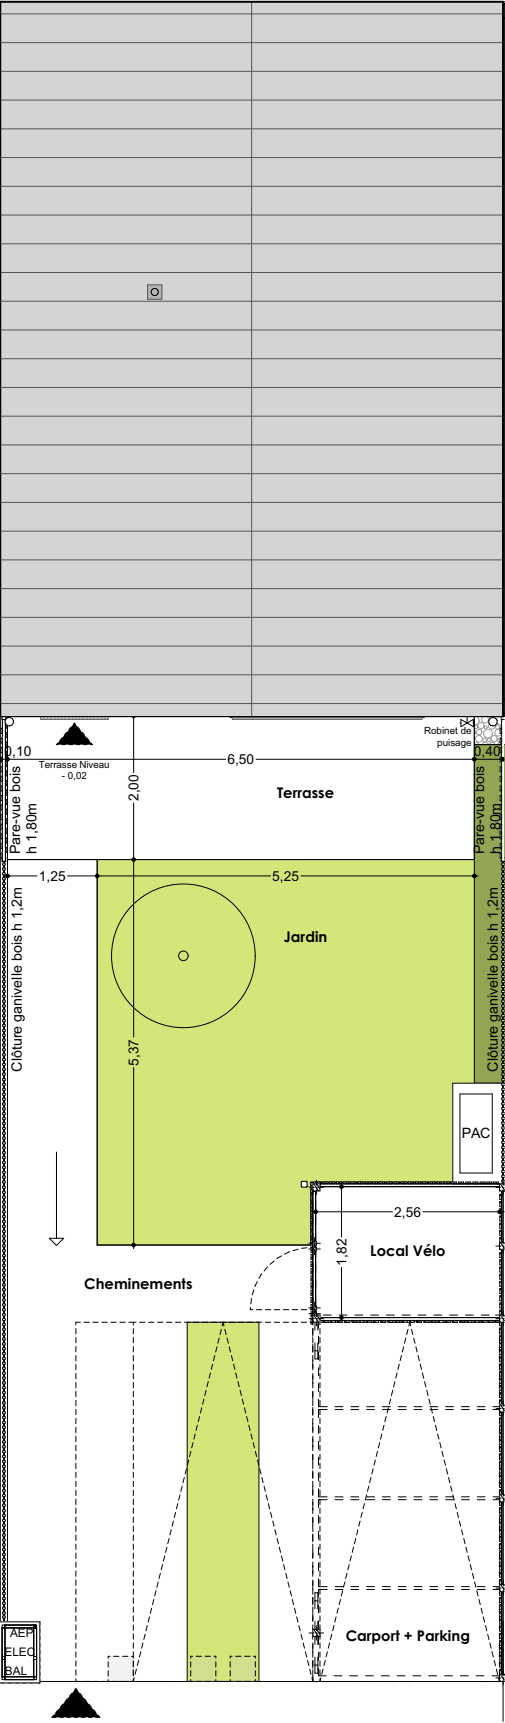 Robinet de
puisage
0,10
6,50
0,40
Terrasse Niveau
- 0,02
2,00
Terrasse
Pare-vue bois
h 1,80m
Pare-vue bois
h 1,80m
1,25
5,25
Clôture ganivelle bois h 1,2m
Jardin
Clôture ganivelle bois h 1,2m
5,37
PAC
2,56
1,82
Local Vélo
Cheminements
AEP
ELEC
BAL
Carport + Parking